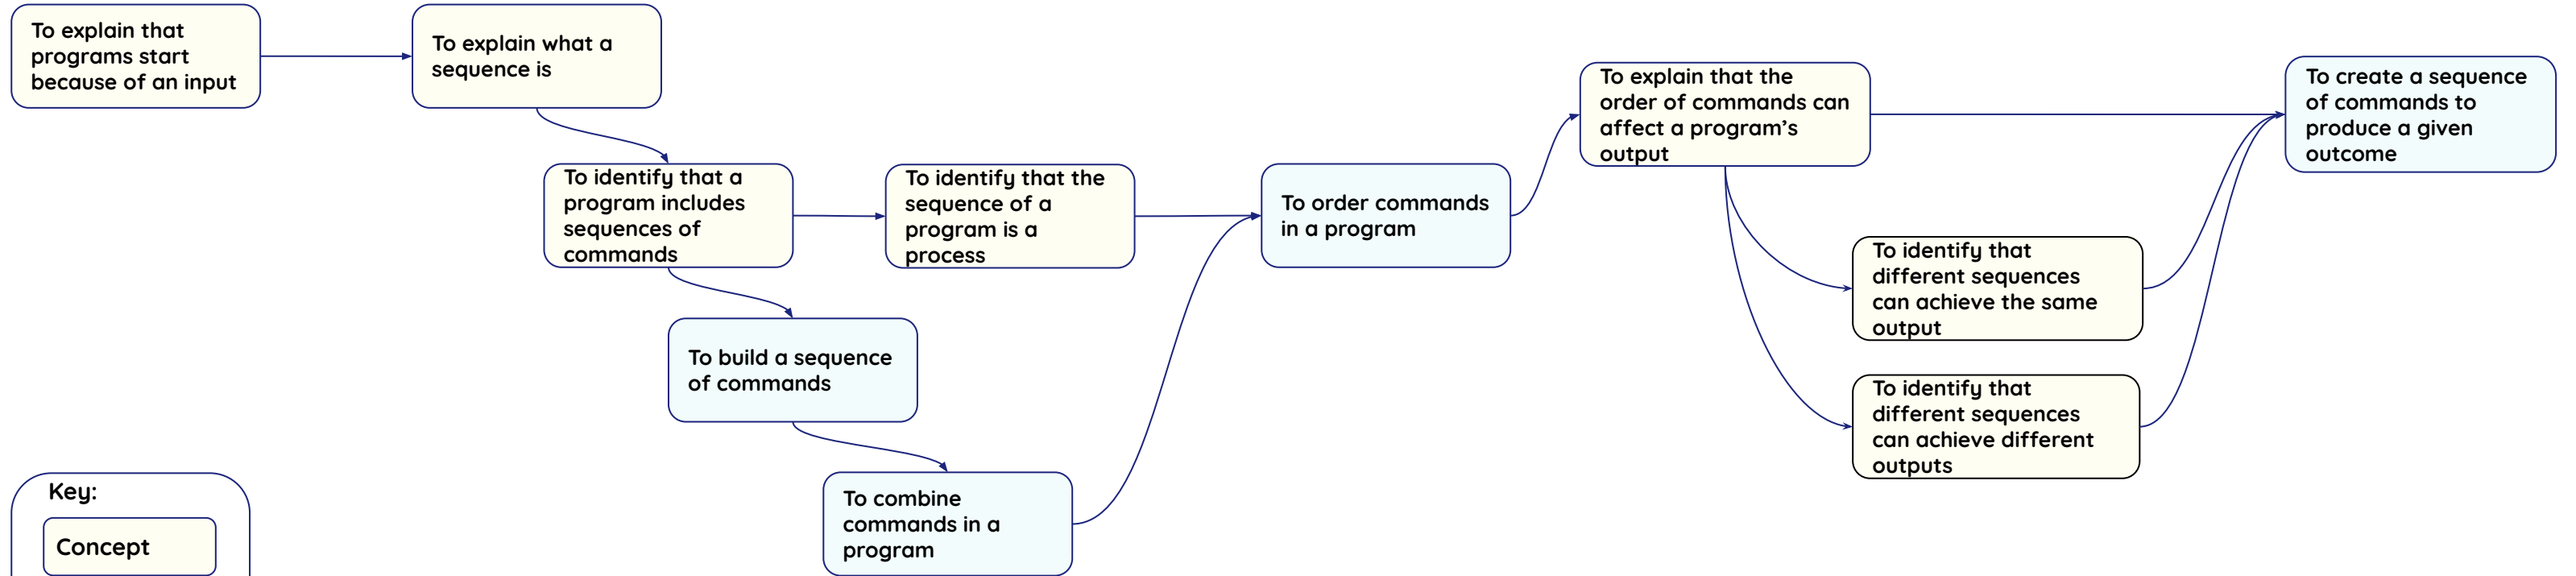 To explain that
programs start
because of an input
To explain what a
sequence is
To identify that a
program includes
sequences of
commands
To identify that the
sequence of a
program is a
process
To build a sequence
of commands
To combine
commands in a
program
To order commands
in a program
To explain that the
order of commands can
affect a program’s
output
To identify that
different sequences
can achieve the same
output
To identify that
different sequences
can achieve different
outputs
To create a sequence
of commands to
produce a given
outcome
Key:
Concept